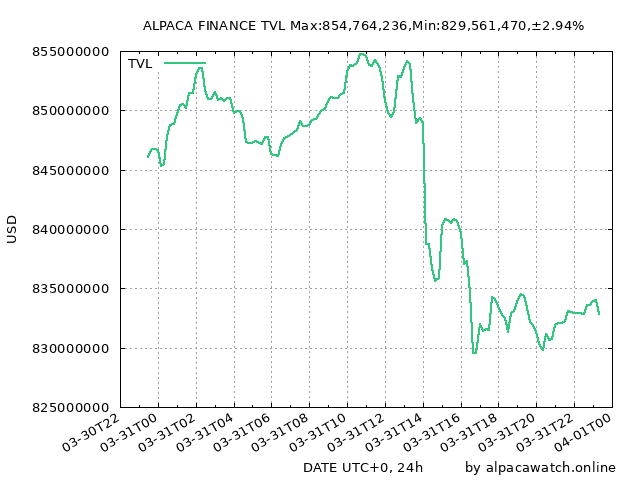 ALPACA FINANCE TVL Max:854,764,236,Min:829,561,470,±2.94%
TVL
855000000
850000000
845000000
840000000
835000000
830000000
825000000
USD
03-30T22
03-31T00
03-31T02
03-31T04
03-31T06
03-31T08
03-31T10
03-31T12
03-31T14
03-31T16
03-31T18
03-31T20
03-31T22
04-01T00
DATE UTC+0, 24h
by alpacawatch.online